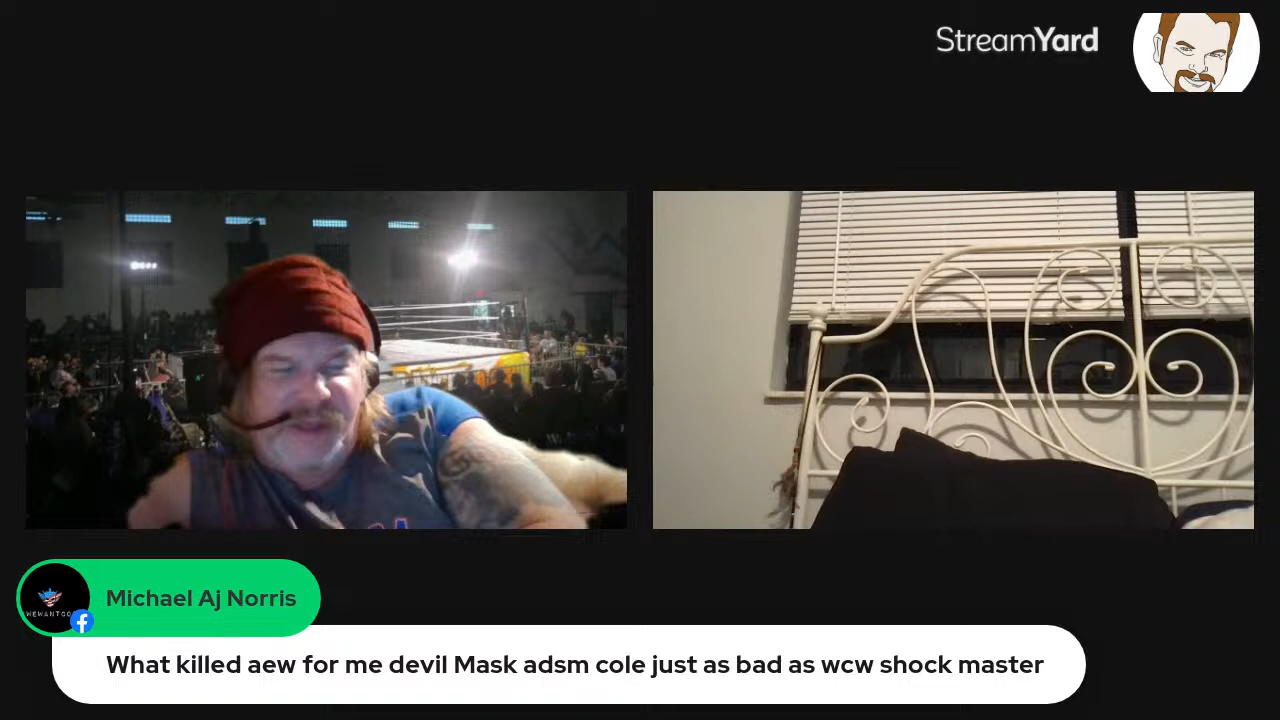 StreamYard
Michael Aj Norris
What killed aew for me devil Mask adsm cole just as bad as wcw shock master